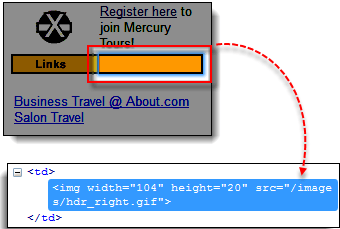 Register here to
join Mercury
Tours!
Links
Business Travel @ About.com
Salon Travel
<td>
<img width="104" height="20" src="/image
s/hdr_right.gif">
</td>